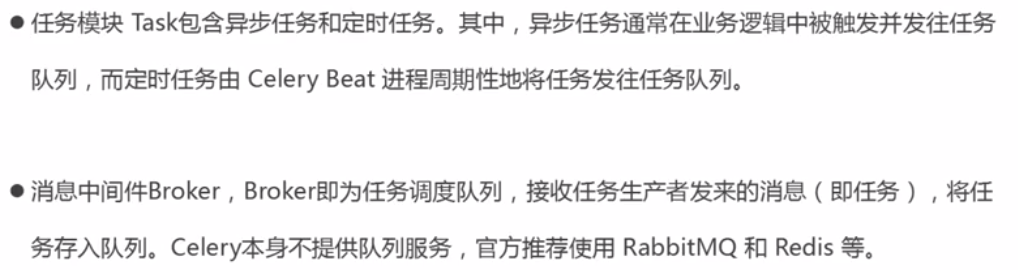 ● 任务模块 Task包含异步任务和定时任务。其中，异步任务通常在业务逻辑中被触发并发往任务
队列，而定时任务由 Celery Beat 进程周期性地将任务发往任务队列。
● 消息中间件Broker，Broker即为任务调度队列，接收任务生产者发来的消息（即任务），将任
务存入队列。Celery本身不提供队列服务，官方推荐使用 RabbitMQ 和 Redis 等。